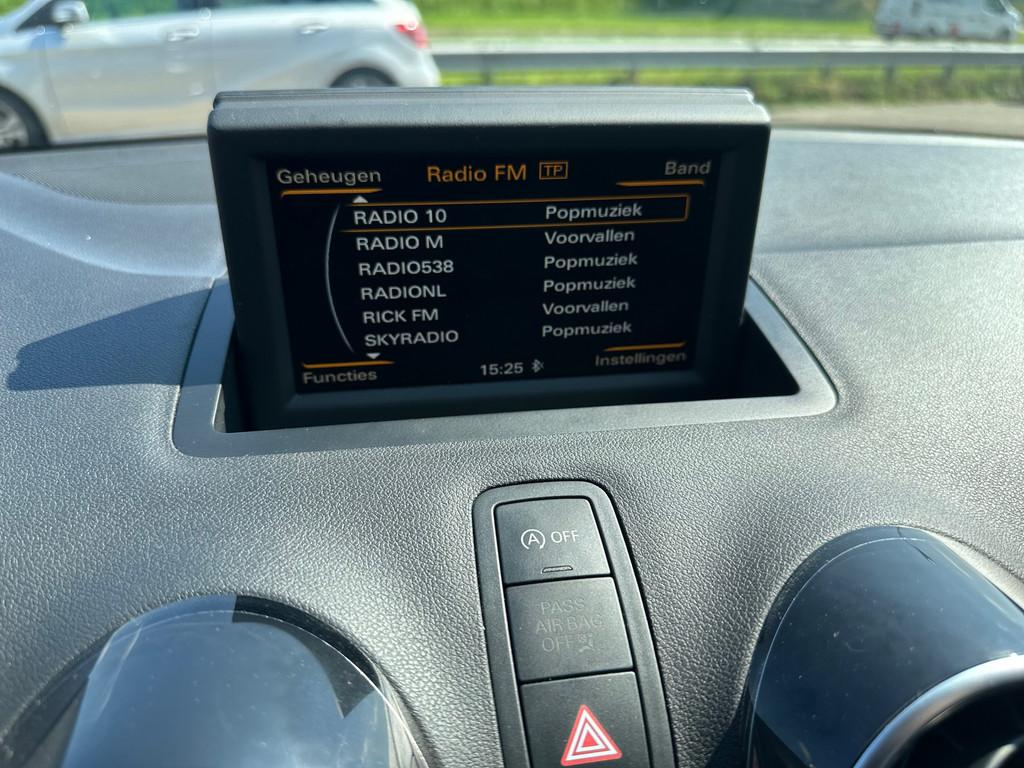 Geheugen Radio FM TP Band
RADIO 10 Popmuziek
RADIO M Voorvallen
RADIO538 Popmuziek
RADIONL Popmuziek
RICK FM Voorvallen
SKYRADIO Popmuziek
Functies 15:25 Instellingen
A OFF
PASS
AIR BAG
OFF